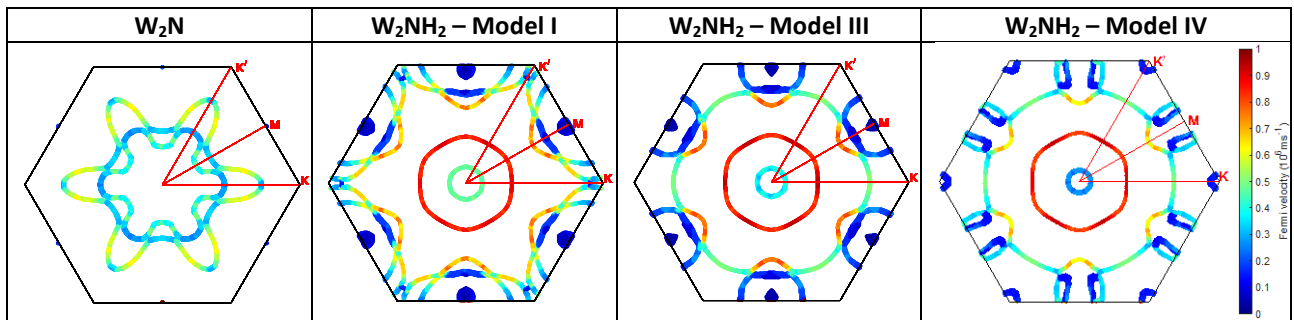 W₂N
W₂NH₂ – Model I
W₂NH₂ – Model III
W₂NH₂ – Model IV
K′
M
K
K′
M
K
K′
M
K
K′
M
K
1
0.9
0.8
0.7
0.6
0.5
0.4
0.3
0.2
0.1
0
Fermi velocity (10⁶ms⁻¹)